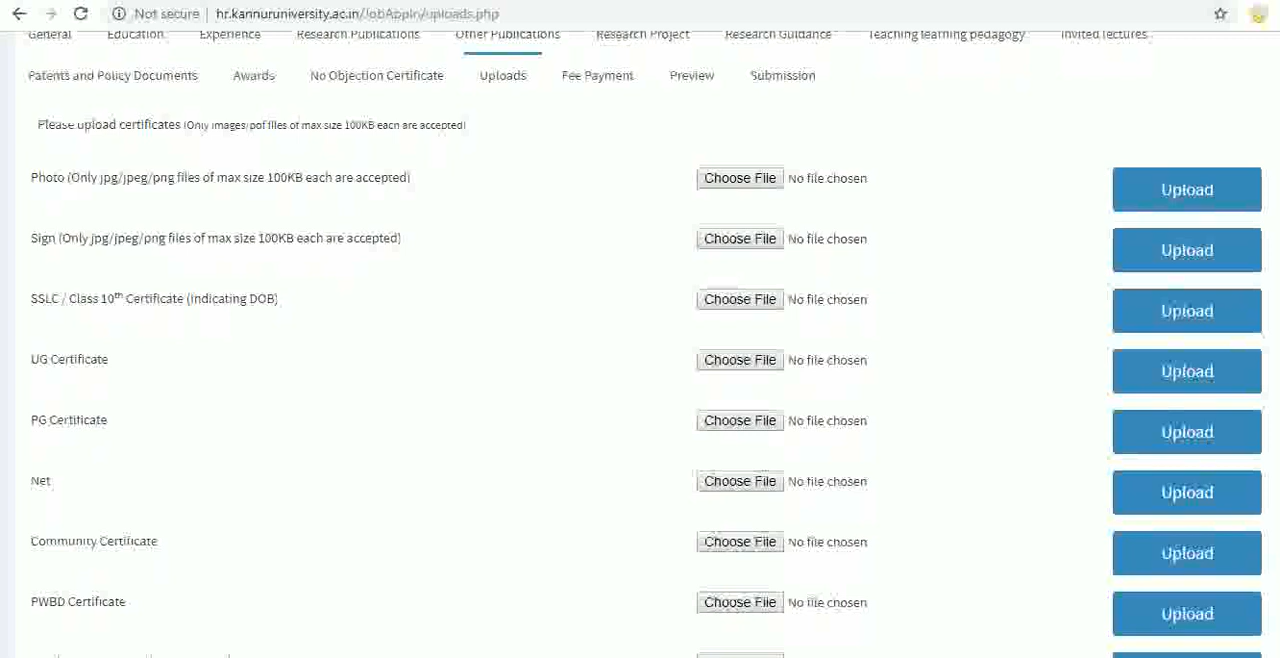 Not secure | hr.kannuruniversity.ac.in/JobAppln/uploads.php
General Education Experience Research Publications Other Publications Research Project Research Guidance Teaching learning pedagogy Invited lectures
Patents and Policy Documents Awards No Objection Certificate Uploads Fee Payment Preview Submission
Please upload certificates (Only images/pdf files of max size 100KB each are accepted)
Photo (Only jpg/jpeg/png files of max size 100KB each are accepted) Choose File No file chosen Upload
Sign (Only jpg/jpeg/png files of max size 100KB each are accepted) Choose File No file chosen Upload
SSLC / Class 10th Certificate (indicating DOB) Choose File No file chosen Upload
UG Certificate Choose File No file chosen Upload
PG Certificate Choose File No file chosen Upload
Net Choose File No file chosen Upload
Community Certificate Choose File No file chosen Upload
PWBD Certificate Choose File No file chosen Upload